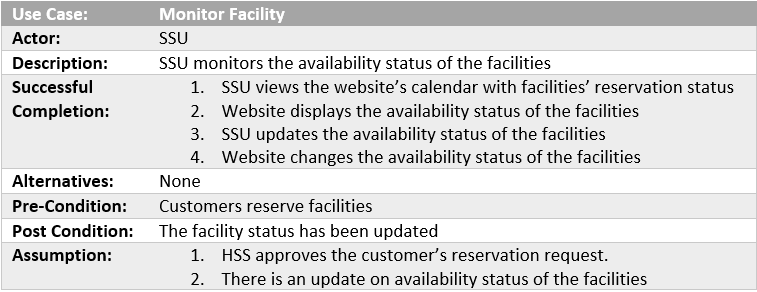 Use Case: Monitor Facility
Actor: SSU
Description: SSU monitors the availability status of the facilities
Successful Completion: 1. SSU views the website’s calendar with facilities’ reservation status
2. Website displays the availability status of the facilities
3. SSU updates the availability status of the facilities
4. Website changes the availability status of the facilities
Alternatives: None
Pre-Condition: Customers reserve facilities
Post Condition: The facility status has been updated
Assumption: 1. HSS approves the customer’s reservation request.
2. There is an update on availability status of the facilities